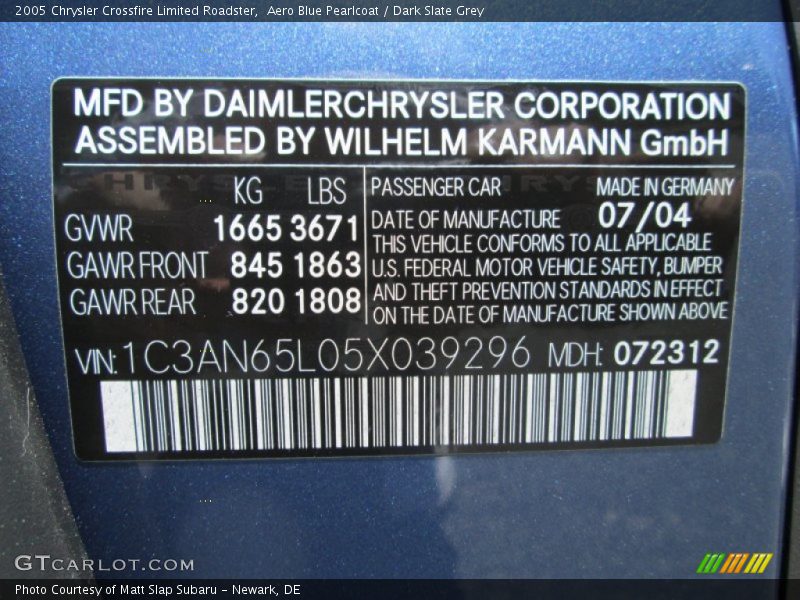 2005 Chrysler Crossfire Limited Roadster,  Aero Blue Pearlcoat / Dark Slate Grey
MFD BY DAIMLERCHRYSLER CORPORATION
ASSEMBLED BY WILHELM KARMANN GmbH
KG LBS
GVWR 1665 3671
GAWR FRONT 845 1863
GAWR REAR 820 1808
PASSENGER CAR MADE IN GERMANY
DATE OF MANUFACTURE 07/04
THIS VEHICLE CONFORMS TO ALL APPLICABLE
U.S. FEDERAL MOTOR VEHICLE SAFETY, BUMPER
AND THEFT PREVENTION STANDARDS IN EFFECT
ON THE DATE OF MANUFACTURE SHOWN ABOVE
VIN: 1C3AN65L05X039296 MDH: 072312
GTCARLOT.COM
Photo Courtesy of Matt Slap Subaru - Newark, DE